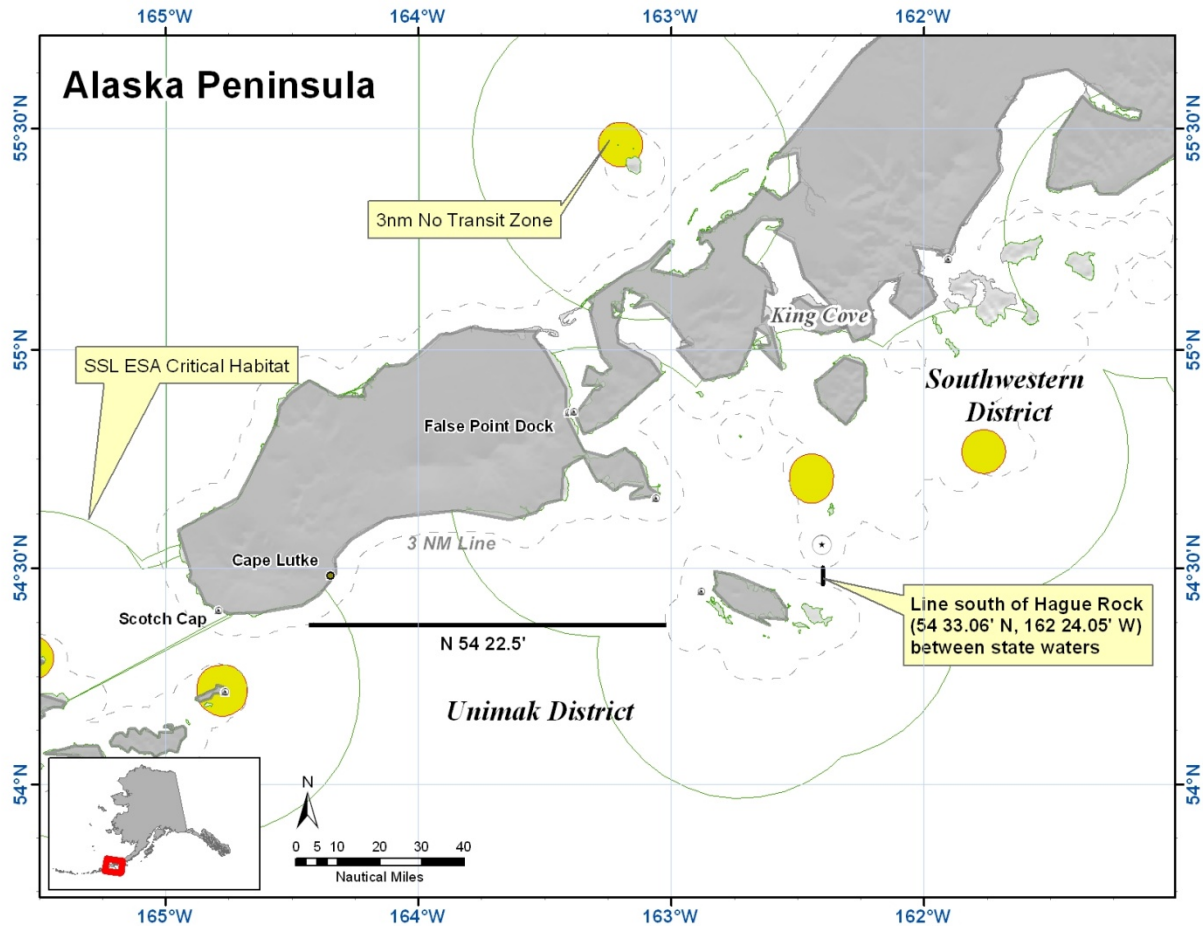 165°W 164°W 163°W 162°W
Alaska Peninsula
55°30'N 55°30'N
3nm No Transit Zone
King Cove
55°N 55°N
SSL ESA Critical Habitat
Southwestern
District
False Point Dock
3 NM Line
54°30'N 54°30'N
Cape Lutke
Scotch Cap
Line south of Hague Rock
(54 33.06' N, 162 24.05' W)
between state waters
N 54 22.5'
Unimak District
54°N 54°N
N
0 5 10 20 30 40
Nautical Miles
165°W 164°W 163°W 162°W